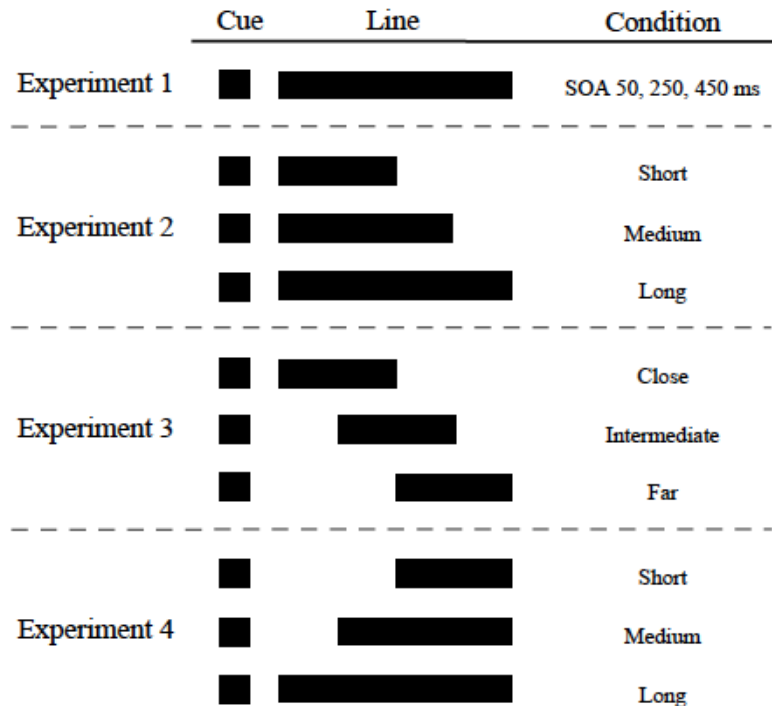 Cue Line Condition
Experiment 1 SOA 50, 250, 450 ms
Short
Experiment 2 Medium
Long
Close
Experiment 3 Intermediate
Far
Short
Experiment 4 Medium
Long